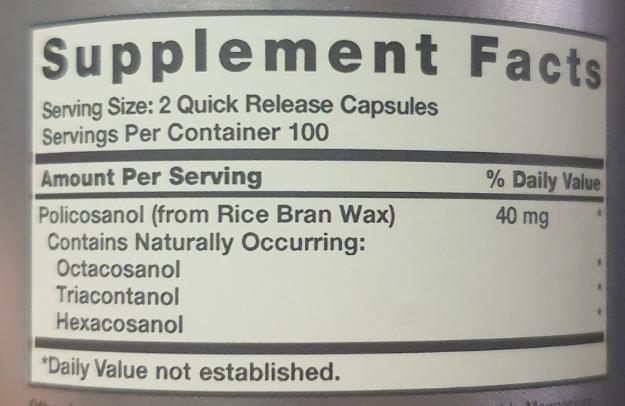 Supplement Facts
Serving Size: 2 Quick Release Capsules
Servings Per Container 100
Amount Per Serving % Daily Value
Policosanol (from Rice Bran Wax) 40 mg *
Contains Naturally Occurring:
Octacosanol *
Triacontanol *
Hexacosanol *
*Daily Value not established.